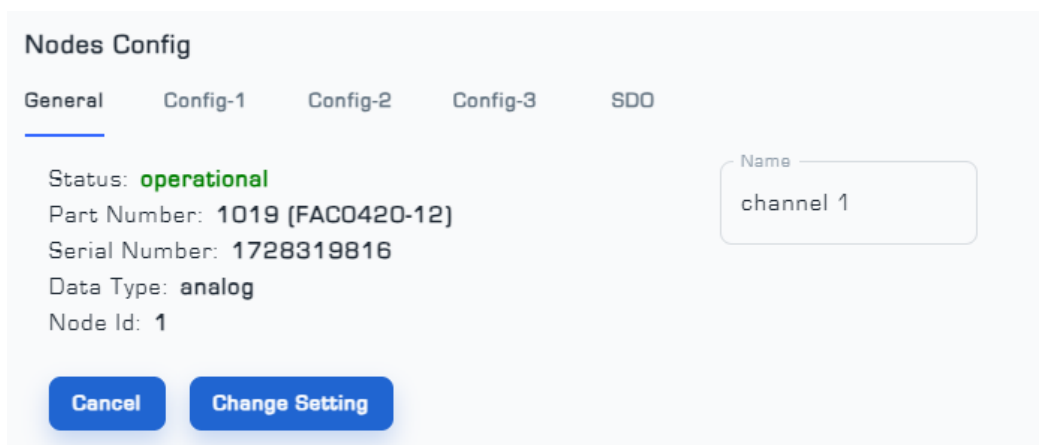 Nodes Config
General Config-1 Config-2 Config-3 SDO
Name
channel 1
Status: operational
Part Number: 1019 (FAC0420-12)
Serial Number: 1728319816
Data Type: analog
Node Id: 1
Cancel Change Setting